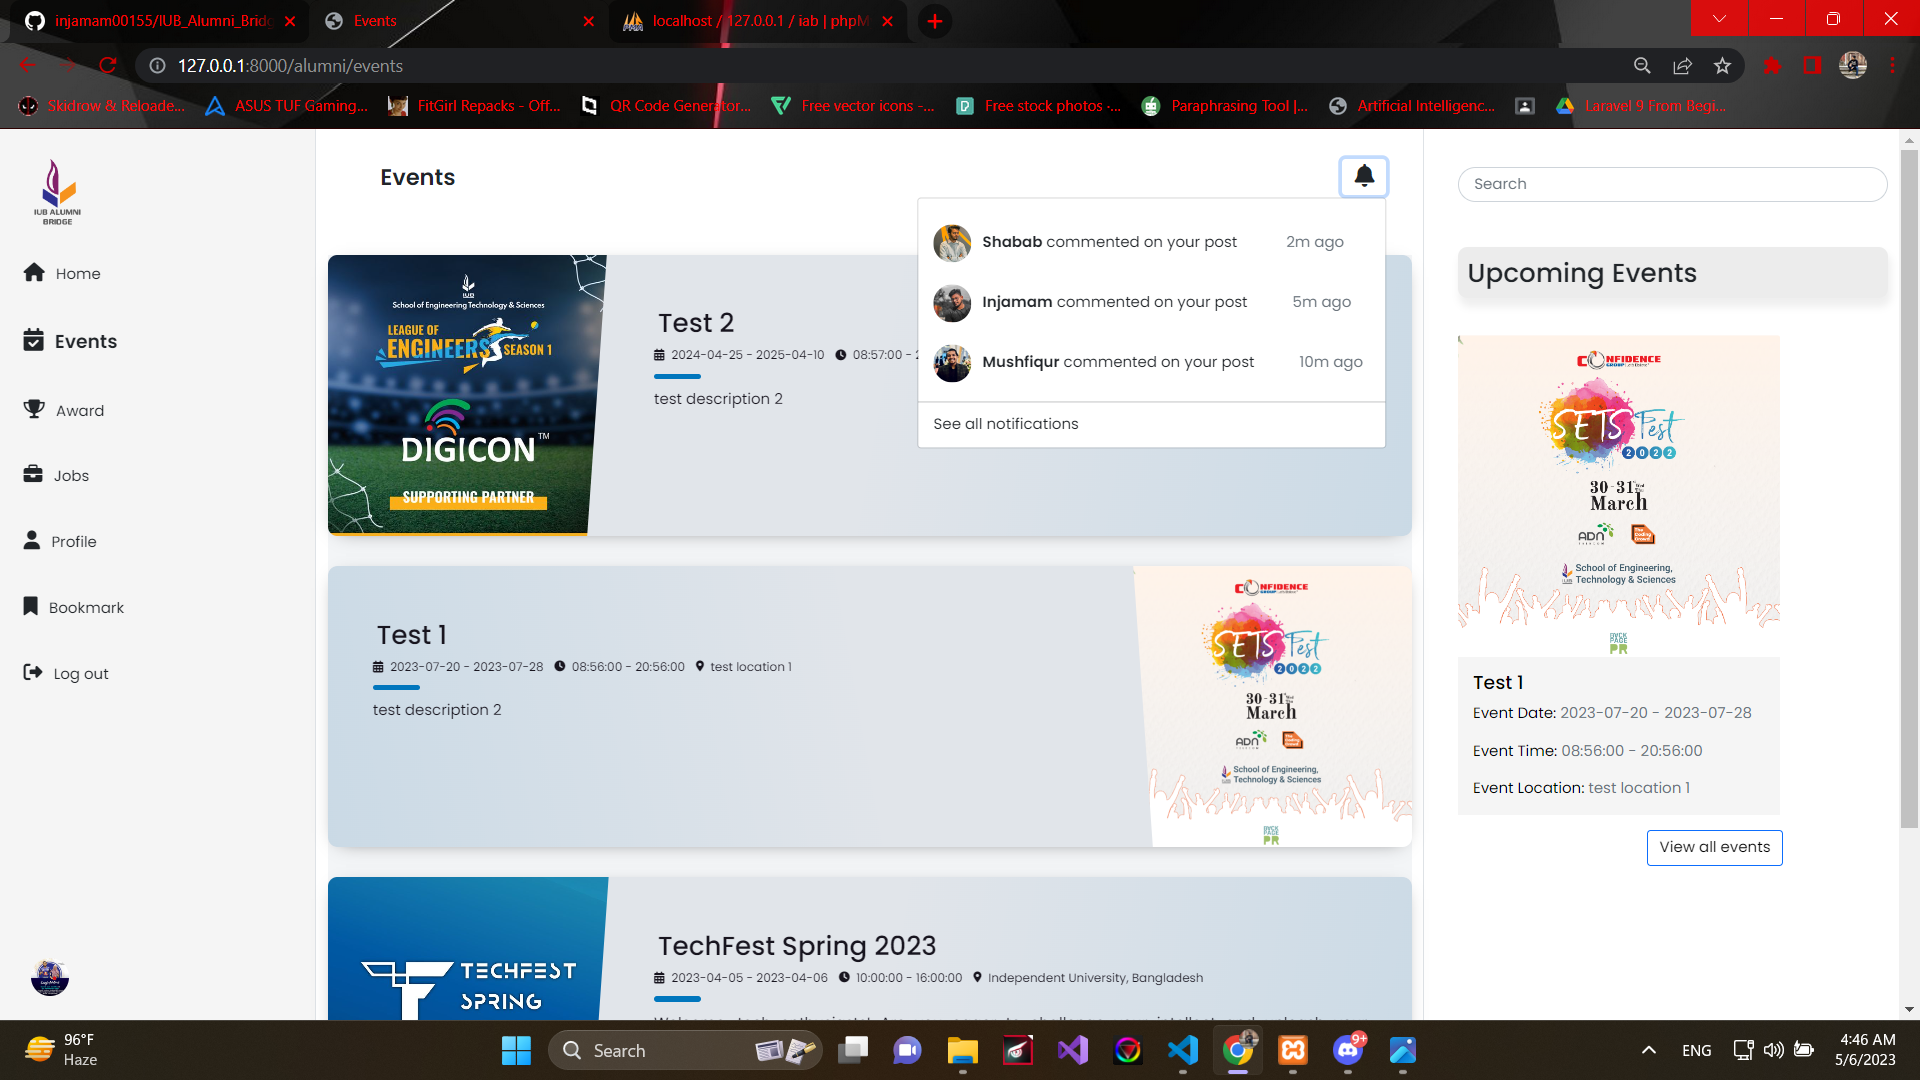 injamam00155/IUB_Alumni_Bridg
Events
localhost / 127.0.0.1 / iab | phpM
127.0.0.1:8000/alumni/events
Skidrow & Reloade...
ASUS TUF Gaming...
FitGirl Repacks - Off...
QR Code Generator...
Free vector icons -...
Free stock photos -...
Paraphrasing Tool |...
Artificial Intelligenc...
Laravel 9 From Begi...
IUB ALUMNI
BRIDGE
Home
Events
Award
Jobs
Profile
Bookmark
Log out
Events
Shabab commented on your post 2m ago
Injamam commented on your post 5m ago
Mushfiqur commented on your post 10m ago
See all notifications
IUB
School of Engineering Technology & Sciences
LEAGUE OF
ENGINEERS SEASON 1
DIGICON TM
SUPPORTING PARTNER
Test 2
2024-04-25 - 2025-04-10 08:57:00 - 2
test description 2
Test 1
2023-07-20 - 2023-07-28 08:56:00 - 20:56:00 test location 1
test description 2
CONFIDENCE
GROUP
SETS Fest
2022
30-31
March
ADN
School of Engineering,
Technology & Sciences
PR
TECHFEST
SPRING
TechFest Spring 2023
2023-04-05 - 2023-04-06 10:00:00 - 16:00:00 Independent University, Bangladesh
Search
Upcoming Events
CONFIDENCE
GROUP
SETS Fest
2022
30-31
March
ADN
School of Engineering,
Technology & Sciences
PR
Test 1
Event Date: 2023-07-20 - 2023-07-28
Event Time: 08:56:00 - 20:56:00
Event Location: test location 1
View all events
96°F
Haze
Search
9+
ENG
4:46 AM
5/6/2023